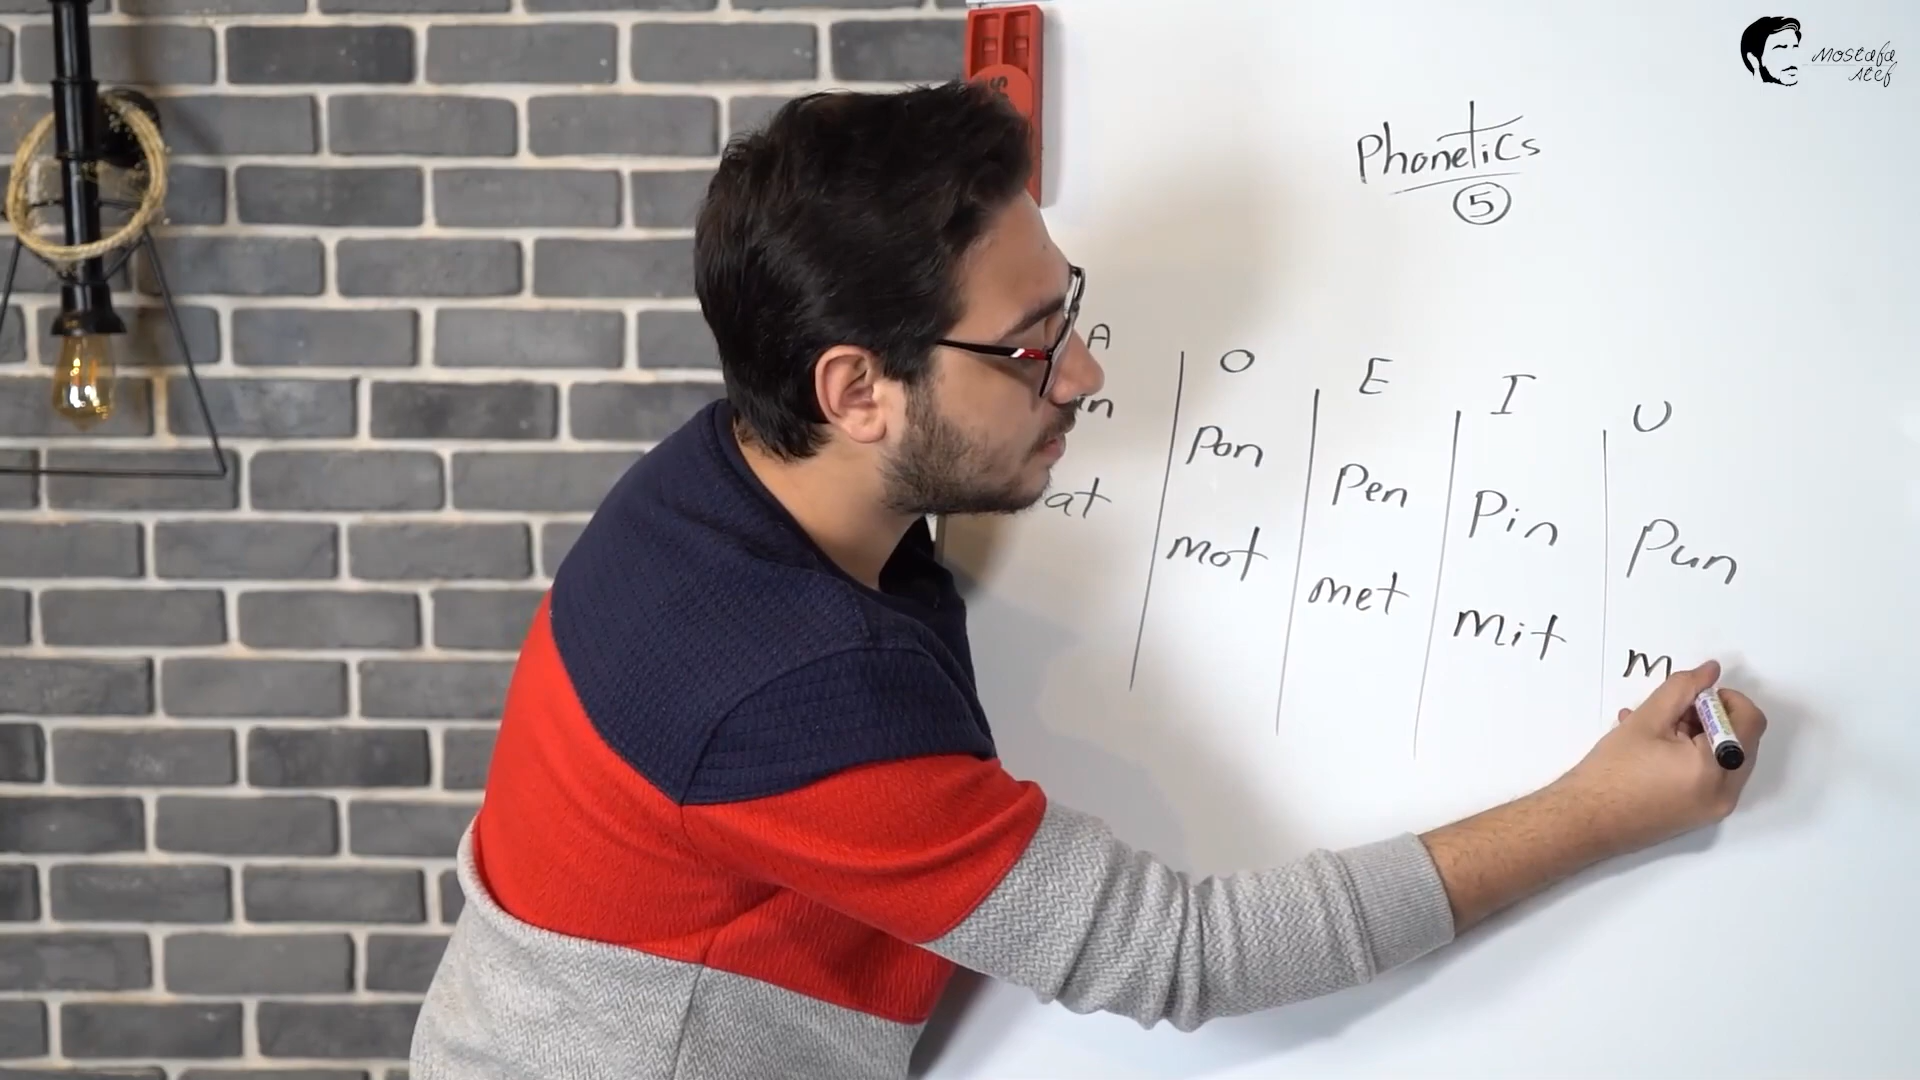 Mostafa
Atef
Phonetics
5
A O E I U
pon pen pin pun
at mot met mit m